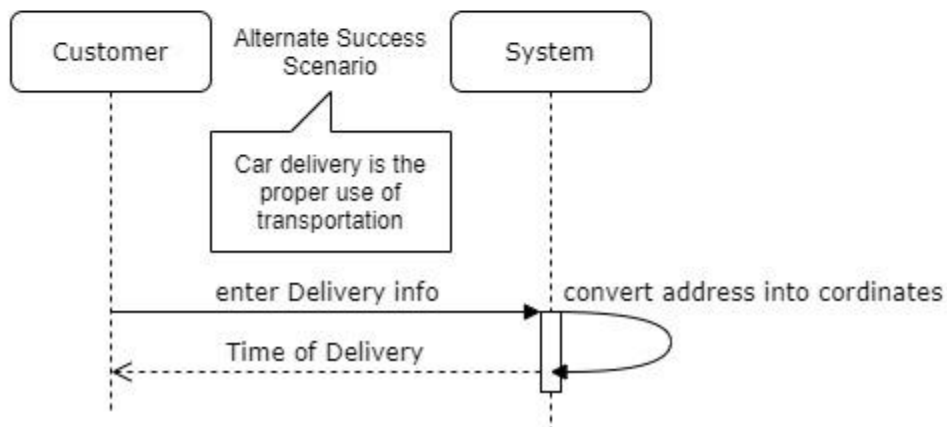 Customer
Alternate Success
Scenario
System
Car delivery is the
proper use of
transportation
enter Delivery info
convert address into cordinates
Time of Delivery